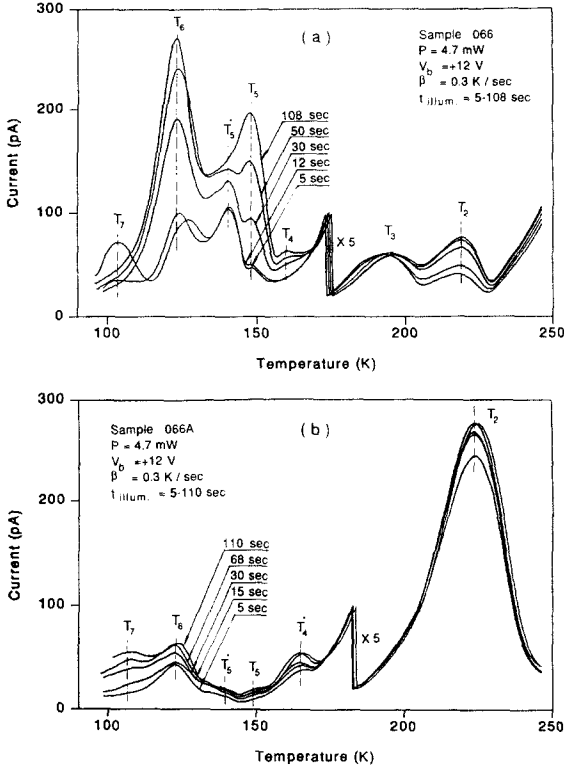 300
(a)
Sample 066
P = 4.7 mW
V_b =+12 V
β = 0.3 K/sec
t illum. = 5-108 sec
T6
T5
T5*
T7
T4
T3
T2
108 sec
50 sec
30 sec
12 sec
5 sec
X 5
200
100
0
Current (pA)
100
150
200
250
Temperature (K)
300
(b)
Sample 066A
P = 4.7 mW
V_b =+12 V
β = 0.3 K/sec
t illum. = 5-110 sec
T2
110 sec
68 sec
30 sec
15 sec
5 sec
T7
T6
T5*
T5
T4*
X 5
200
100
0
Current (pA)
100
150
200
250
Temperature (K)